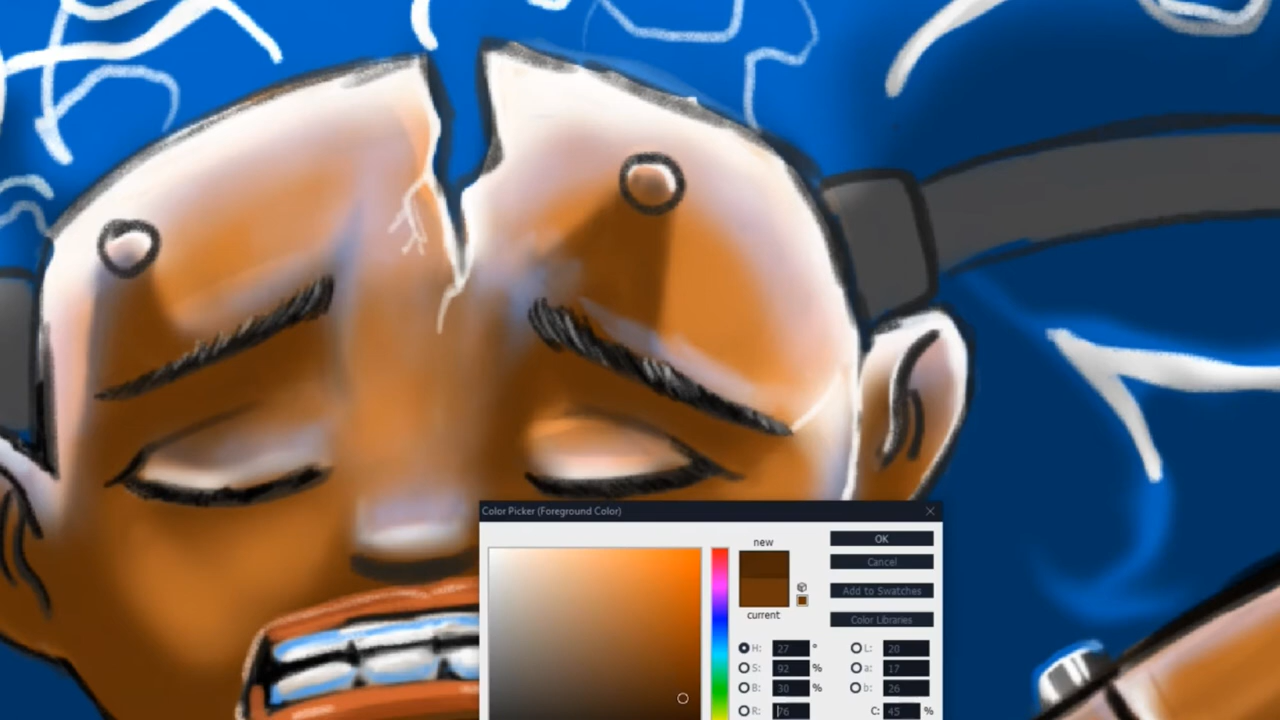 Color Picker (Foreground Color)
new
OK
Cancel
Add to Swatches
current
Color Libraries
H: 27 °
L: 20
S: 92 %
a: 17
B: 30 %
b: 26
R: 76
C: 45 %